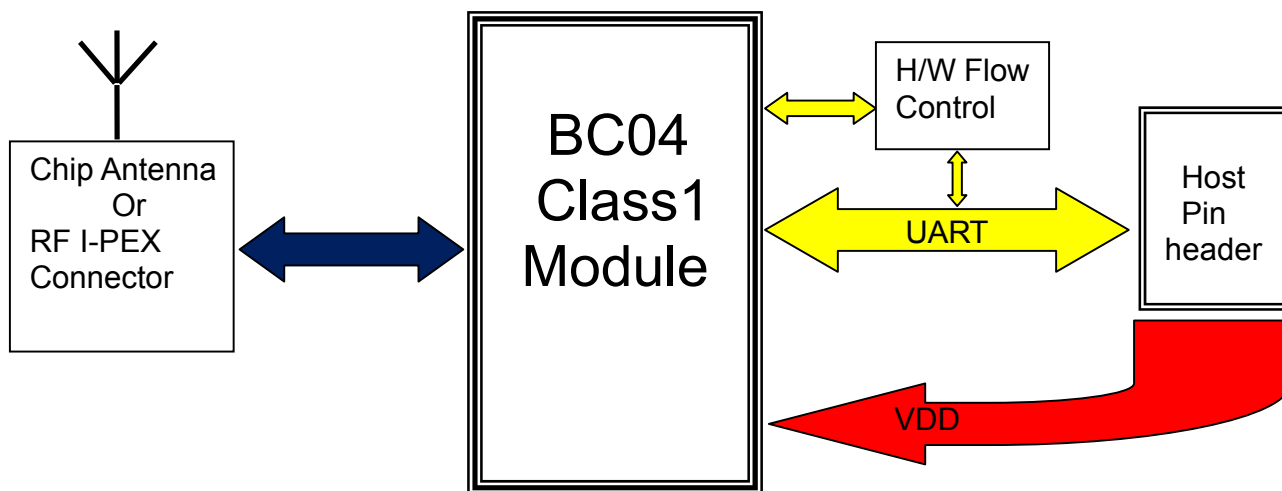 Chip Antenna
Or
RF I-PEX
Connector
BC04
Class1
Module
H/W Flow
Control
UART
Host
Pin
header
VDD